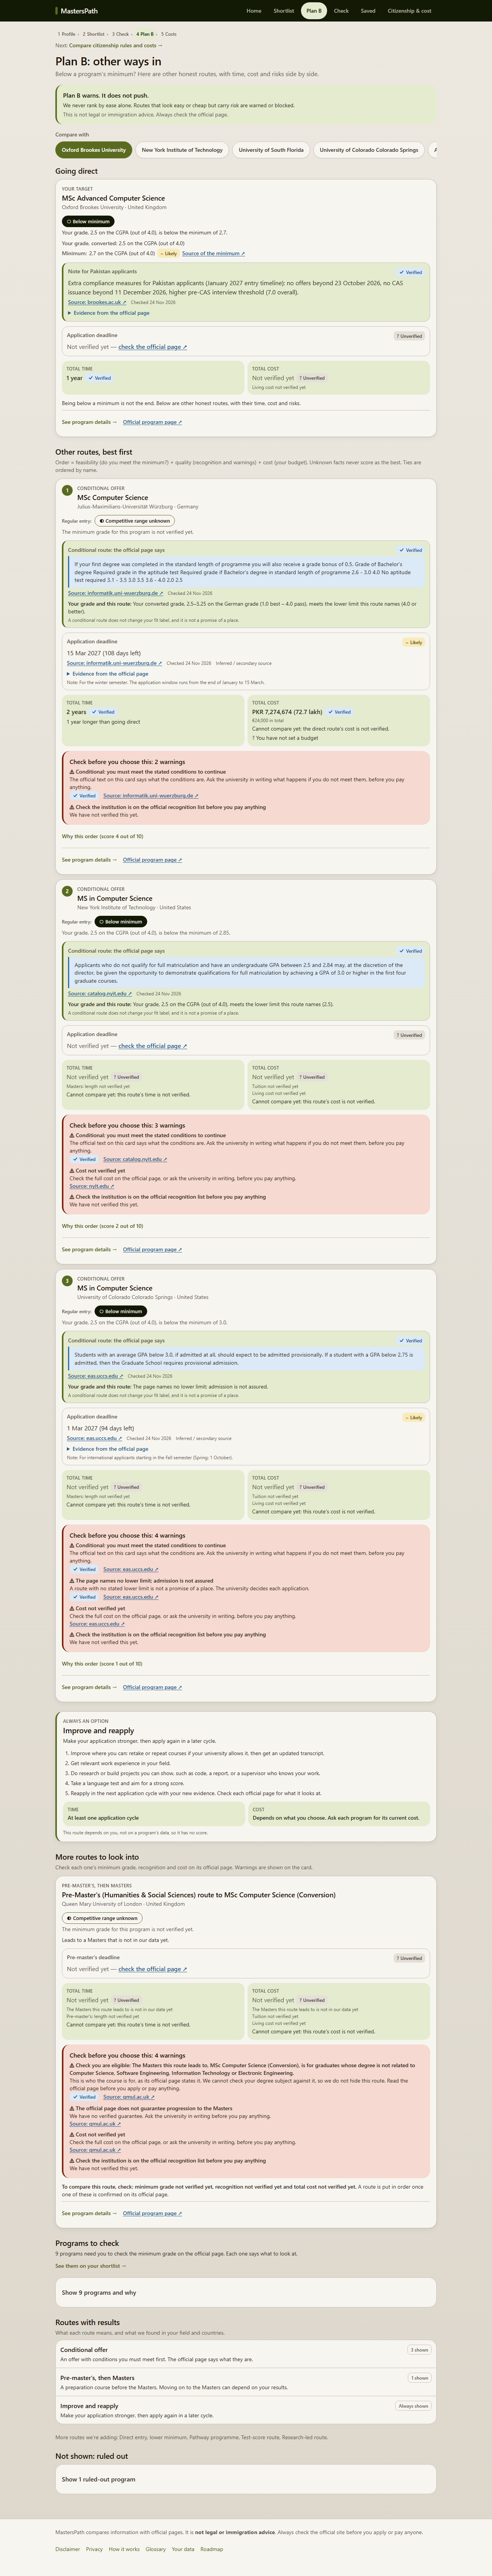 MastersPath
Home Shortlist Plan B Check Saved Citizenship & cost
1 Profile › 2 Shortlist › 3 Check › 4 Plan B › 5 Costs
Next: Compare citizenship rules and costs →
Plan B: other ways in
Below a program's minimum? Here are other honest routes, with time, cost and risks side by side.
Plan B warns. It does not push.
We never rank by ease alone. Routes that look easy or cheap but carry risk are warned or blocked.
This is not legal or immigration advice. Always check the official page.
Compare with
Oxford Brookes University New York Institute of Technology University of South Florida University of Colorado Colorado Springs
Going direct
YOUR TARGET
MSc Advanced Computer Science
Oxford Brookes University · United Kingdom
Below minimum
Your grade, 2.5 on the CGPA (out of 4.0), is below the minimum of 2.7.
Your grade, converted: 2.5 on the CGPA (out of 4.0)
Minimum: 2.7 on the CGPA (out of 4.0) ~ Likely Source of the minimum ↗
Note for Pakistan applicants ✓ Verified
Extra compliance measures for Pakistan applicants (January 2027 entry timeline): no offers beyond 23 October 2026, no CAS
issuance beyond 11 December 2026, higher pre-CAS interview threshold (7.0 overall).
Source: brookes.ac.uk ↗ Checked 24 Nov 2026
▶ Evidence from the official page
Application deadline ? Unverified
Not verified yet — check the official page ↗
TOTAL TIME
1 year ✓ Verified
TOTAL COST
Not verified yet ? Unverified
Living cost not verified yet
Being below a minimum is not the end. Below are other honest routes, with their time, cost and risks.
See program details → Official program page ↗
Other routes, best first
Order = feasibility (do you meet the minimum?) + quality (recognition and warnings) + cost (your budget). Unknown facts never score as the best. Ties are
ordered by name.
1 CONDITIONAL OFFER
MSc Computer Science
Julius-Maximilians-Universität Würzburg · Germany
Regular entry: Competitive range unknown
The minimum grade for this program is not verified yet.
Conditional route: the official page says ✓ Verified
If your first degree was completed in the standard length of programme you will also receive a grade bonus of 0.5. Grade of Bachelor's
degree Required grade in the aptitude test Required grade if Bachelor's degree in standard length of programme 2.6 - 3.0 4.0 No aptitude
test required 3.1 - 3.5 3.0 3.5 3.6 - 4.0 2.0 2.5
Source: informatik.uni-wuerzburg.de ↗ Checked 24 Nov 2026
Your grade and this route: Your converted grade, 2.5–3.25 on the German grade (1.0 best – 4.0 pass), meets the lower limit this route names (4.0 or
better).
A conditional route does not change your fit label, and it is not a promise of a place.
Application deadline ~ Likely
15 Mar 2027 (108 days left)
Source: informatik.uni-wuerzburg.de ↗ Checked 24 Nov 2026 Inferred / secondary source
▶ Evidence from the official page
Note: For the winter semester. The application window runs from the end of January to 15 March.
TOTAL TIME
2 years ✓ Verified
1 year longer than going direct
TOTAL COST
PKR 7,274,674 (72.7 lakh) ✓ Verified
€24,000 in total
Cannot compare yet: the direct route's cost is not verified.
? You have not set a budget
Check before you choose this: 2 warnings
⚠ Conditional: you must meet the stated conditions to continue
The official text on this card says what the conditions are. Ask the university in writing what happens if you do not meet them, before you pay
anything.
✓ Verified Source: informatik.uni-wuerzburg.de ↗
⚠ Check the institution is on the official recognition list before you pay anything
We have not verified this yet.
Why this order (score 4 out of 10)
See program details → Official program page ↗
2 CONDITIONAL OFFER
MS in Computer Science
New York Institute of Technology · United States
Regular entry: Below minimum
Your grade, 2.5 on the CGPA (out of 4.0), is below the minimum of 2.85.
Conditional route: the official page says ✓ Verified
Applicants who do not qualify for full matriculation and have an undergraduate GPA between 2.5 and 2.84 may, at the discretion of the
director, be given the opportunity to demonstrate qualifications for full matriculation by achieving a GPA of 3.0 or higher in the first four
graduate courses.
Source: catalog.nyit.edu ↗ Checked 24 Nov 2026
Your grade and this route: Your grade, 2.5 on the CGPA (out of 4.0), meets the lower limit this route names (2.5).
A conditional route does not change your fit label, and it is not a promise of a place.
Application deadline ? Unverified
Not verified yet — check the official page ↗
TOTAL TIME
Not verified yet ? Unverified
Masters: length not verified yet
Cannot compare yet: this route's time is not verified.
TOTAL COST
Not verified yet ? Unverified
Tuition not verified yet
Living cost not verified yet
Cannot compare yet: this route's cost is not verified.
Check before you choose this: 3 warnings
⚠ Conditional: you must meet the stated conditions to continue
The official text on this card says what the conditions are. Ask the university in writing what happens if you do not meet them, before you pay
anything.
✓ Verified Source: catalog.nyit.edu ↗
⚠ Cost not verified yet
Check the full cost on the official page, or ask the university in writing, before you pay anything.
Source: nyit.edu ↗
⚠ Check the institution is on the official recognition list before you pay anything
We have not verified this yet.
Why this order (score 2 out of 10)
See program details → Official program page ↗
3 CONDITIONAL OFFER
MS in Computer Science
University of Colorado Colorado Springs · United States
Regular entry: Below minimum
Your grade, 2.5 on the CGPA (out of 4.0), is below the minimum of 3.0.
Conditional route: the official page says ✓ Verified
Students with an average GPA below 3.0, if admitted at all, should expect to be admitted provisionally. If a student with a GPA below 2.75 is
admitted, then the Graduate School requires provisional admission.
Source: eas.uccs.edu ↗ Checked 24 Nov 2026
Your grade and this route: The page names no lower limit; admission is not assured.
A conditional route does not change your fit label, and it is not a promise of a place.
Application deadline ~ Likely
1 Mar 2027 (94 days left)
Source: eas.uccs.edu ↗ Checked 24 Nov 2026 Inferred / secondary source
▶ Evidence from the official page
Note: For international applicants starting in the Fall semester (Spring: 1 October).
TOTAL TIME
Not verified yet ? Unverified
Masters: length not verified yet
Cannot compare yet: this route's time is not verified.
TOTAL COST
Not verified yet ? Unverified
Tuition not verified yet
Living cost not verified yet
Cannot compare yet: this route's cost is not verified.
Check before you choose this: 4 warnings
⚠ Conditional: you must meet the stated conditions to continue
The official text on this card says what the conditions are. Ask the university in writing what happens if you do not meet them, before you pay
anything.
✓ Verified Source: eas.uccs.edu ↗
⚠ The page names no lower limit; admission is not assured
A route with no stated lower limit is not a promise of a place. The university decides each application.
✓ Verified Source: eas.uccs.edu ↗
⚠ Cost not verified yet
Check the full cost on the official page, or ask the university in writing, before you pay anything.
Source: eas.uccs.edu ↗
⚠ Check the institution is on the official recognition list before you pay anything
We have not verified this yet.
Why this order (score 1 out of 10)
See program details → Official program page ↗
ALWAYS AN OPTION
Improve and reapply
Make your application stronger, then apply again in a later cycle.
1. Improve where you can: retake or repeat courses if your university allows it, then get an updated transcript.
2. Get relevant work experience in your field.
3. Do research or build projects you can show, such as code, a report, or a supervisor who knows your work.
4. Take a language test and aim for a strong score.
5. Reapply in the next application cycle with your new evidence. Check each official page for what it looks at.
TIME
At least one application cycle
COST
Depends on what you choose. Ask each program for its current cost.
This route depends on you, not on a program's data, so it has no score.
More routes to look into
Check each one's minimum grade, recognition and cost on its official page. Warnings are shown on the card.
PRE-MASTER'S, THEN MASTERS
Pre-Master's (Humanities & Social Sciences) route to MSc Computer Science (Conversion)
Queen Mary University of London · United Kingdom
Competitive range unknown
The minimum grade for this program is not verified yet.
Leads to a Masters that is not in our data yet.
Pre-master's deadline ? Unverified
Not verified yet — check the official page ↗
TOTAL TIME
Not verified yet ? Unverified
The Masters this route leads to is not in our data yet
Pre-master's: length not verified yet
Cannot compare yet: this route's time is not verified.
TOTAL COST
Not verified yet ? Unverified
The Masters this route leads to is not in our data yet
Tuition not verified yet
Living cost not verified yet
Cannot compare yet: this route's cost is not verified.
Check before you choose this: 4 warnings
⚠ Check you are eligible: The Masters this route leads to, MSc Computer Science (Conversion), is for graduates whose degree is not related to
Computer Science, Software Engineering, Information Technology or Electronic Engineering.
This is who the course is for, as its official page states it. We cannot check your degree subject against it, so we do not hide this route. Read the
official page before you apply or pay anything.
✓ Verified Source: qmul.ac.uk ↗
⚠ The official page does not guarantee progression to the Masters
We have no verified guarantee. Ask the university in writing before you pay anything.
Source: qmul.ac.uk ↗
⚠ Cost not verified yet
Check the full cost on the official page, or ask the university in writing, before you pay anything.
Source: qmul.ac.uk ↗
⚠ Check the institution is on the official recognition list before you pay anything
We have not verified this yet.
To compare this route, check: minimum grade not verified yet, recognition not verified yet and total cost not verified yet. A route is put in order once
one of these is confirmed on its official page.
See program details → Official program page ↗
Programs to check
9 programs need you to check the minimum grade on the official page. Each one says what to look at.
See them on your shortlist →
Show 9 programs and why
Routes with results
What each route means, and what we found in your field and countries.
Conditional offer 3 shown
An offer with conditions you must meet first. The official page says what they are.
Pre-master's, then Masters 1 shown
A preparation course before the Masters. Moving on to the Masters can depend on your results.
Improve and reapply Always shown
Make your application stronger, then apply again in a later cycle.
More routes we're adding: Direct entry, lower minimum, Pathway programme, Test-score route, Research-led route.
Not shown: ruled out
Show 1 ruled-out program
MastersPath compares information with official pages. It is not legal or immigration advice. Always check the official site before you apply or pay anyone.
Disclaimer Privacy How it works Glossary Your data Roadmap